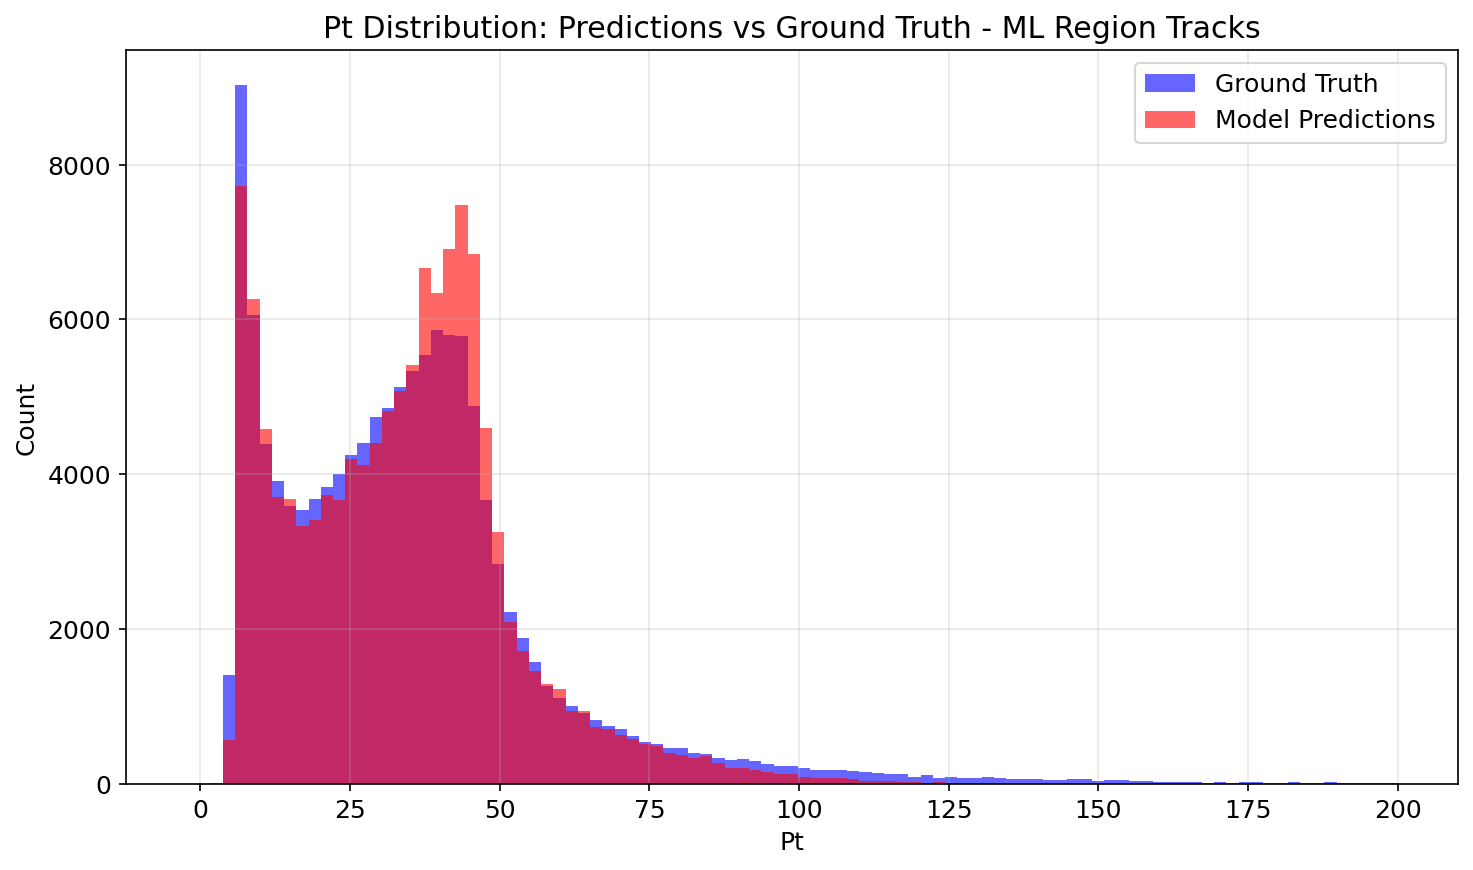 Pt Distribution: Predictions vs Ground Truth - ML Region Tracks
Ground Truth
Model Predictions
8000
6000
4000
2000
0
Count
0 25 50 75 100 125 150 175 200
Pt